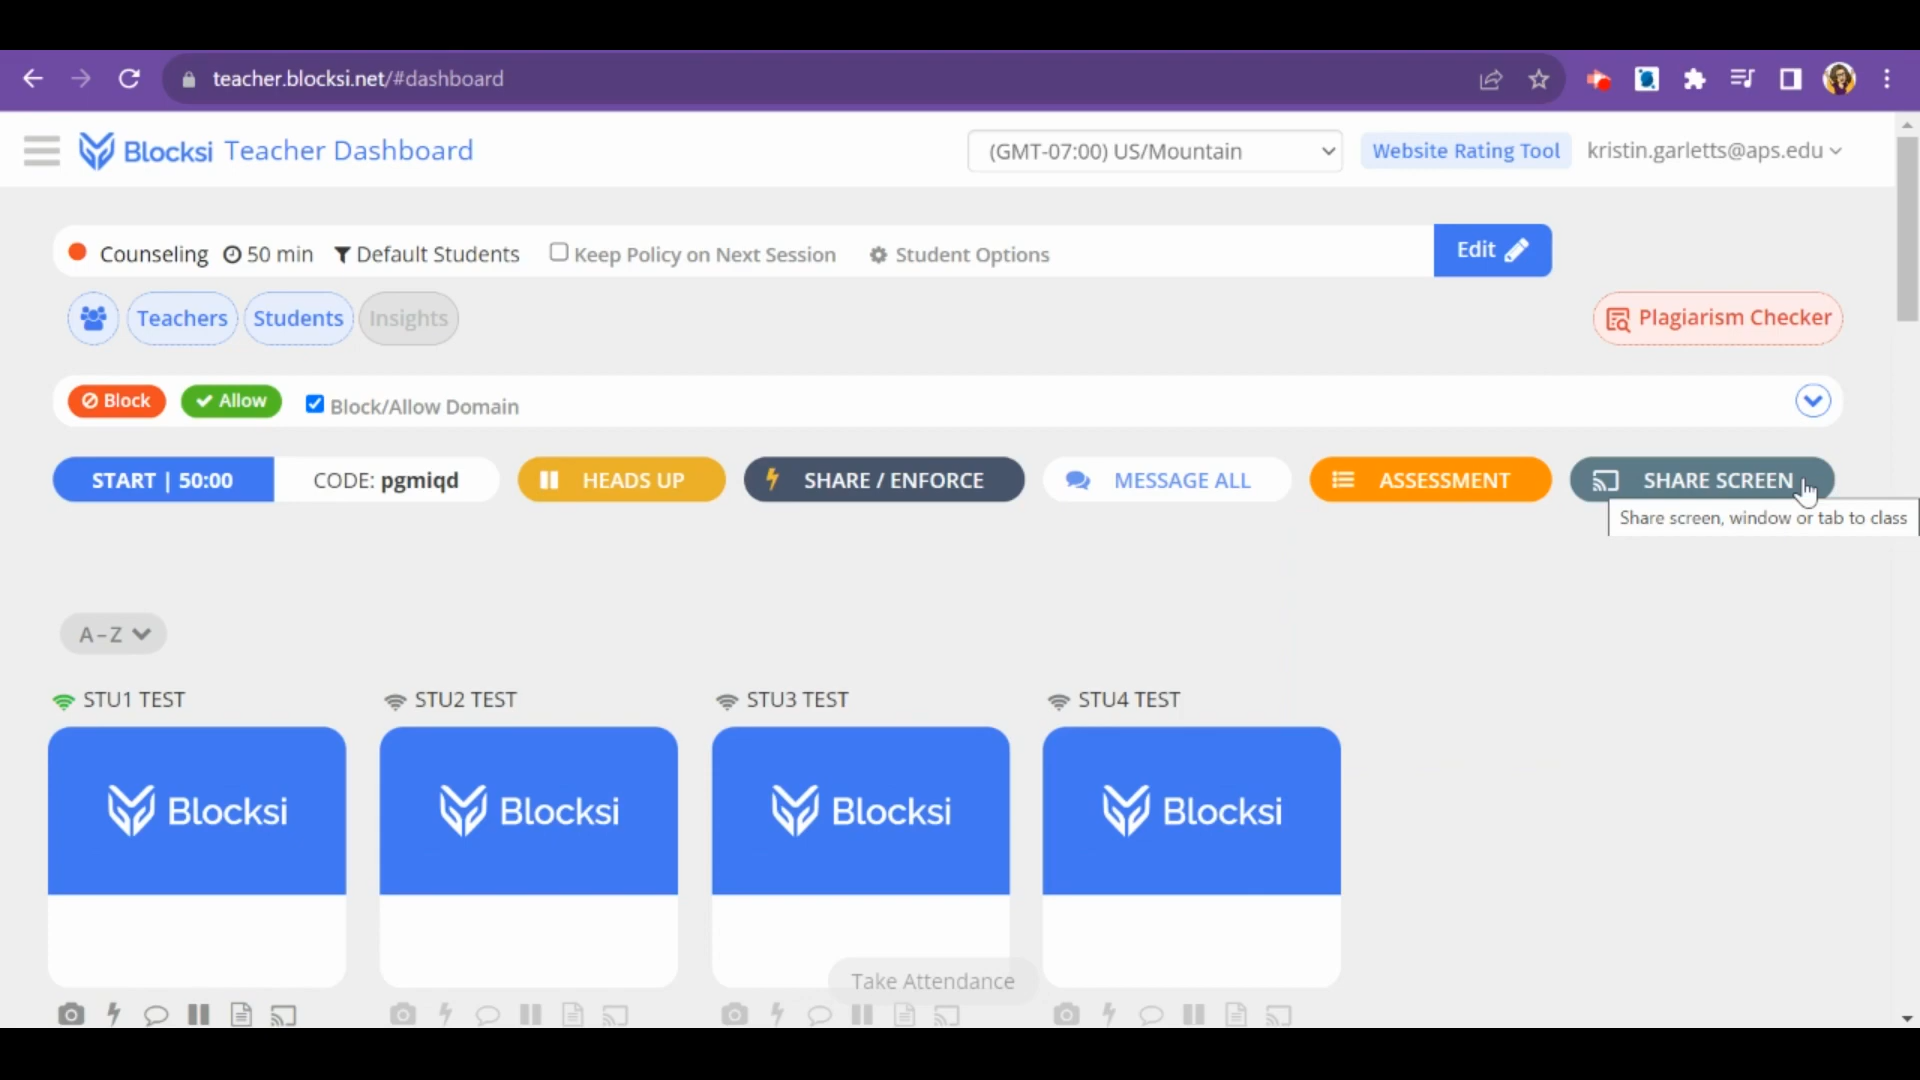 teacher.blocksi.net/#dashboard
Blocksi Teacher Dashboard
(GMT-07:00) US/Mountain
Website Rating Tool
kristin.garletts@aps.edu
Counseling 50 min Default Students Keep Policy on Next Session Student Options
Edit
Teachers Students Insights
Plagiarism Checker
Block Allow Block/Allow Domain
START | 50:00 CODE: pgmiqd HEADS UP SHARE / ENFORCE MESSAGE ALL ASSESSMENT SHARE SCREEN
Share screen, window or tab to class
A–Z
STU1 TEST STU2 TEST STU3 TEST STU4 TEST
Blocksi Blocksi Blocksi Blocksi
Take Attendance